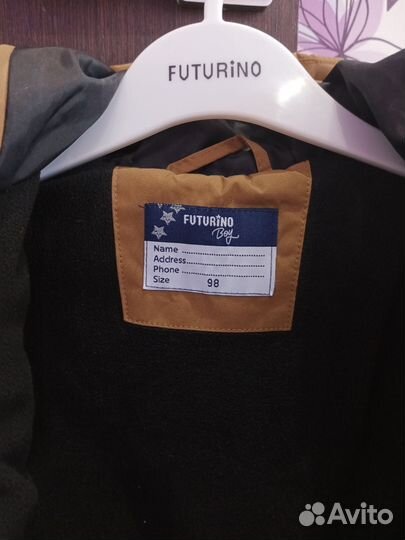 FUTURiNO
FUTURiNO
Boy
Name ........................
Address......................
Phone ........................
Size 98
Avito